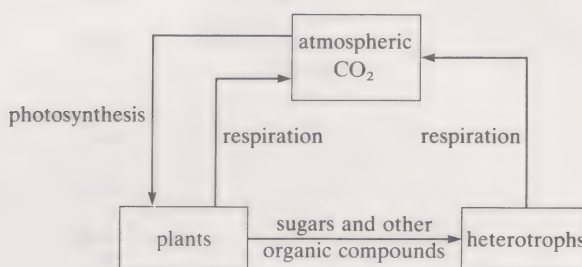 atmospheric
CO₂
photosynthesis
respiration
respiration
sugars and other
plants
organic compounds
heterotrophs